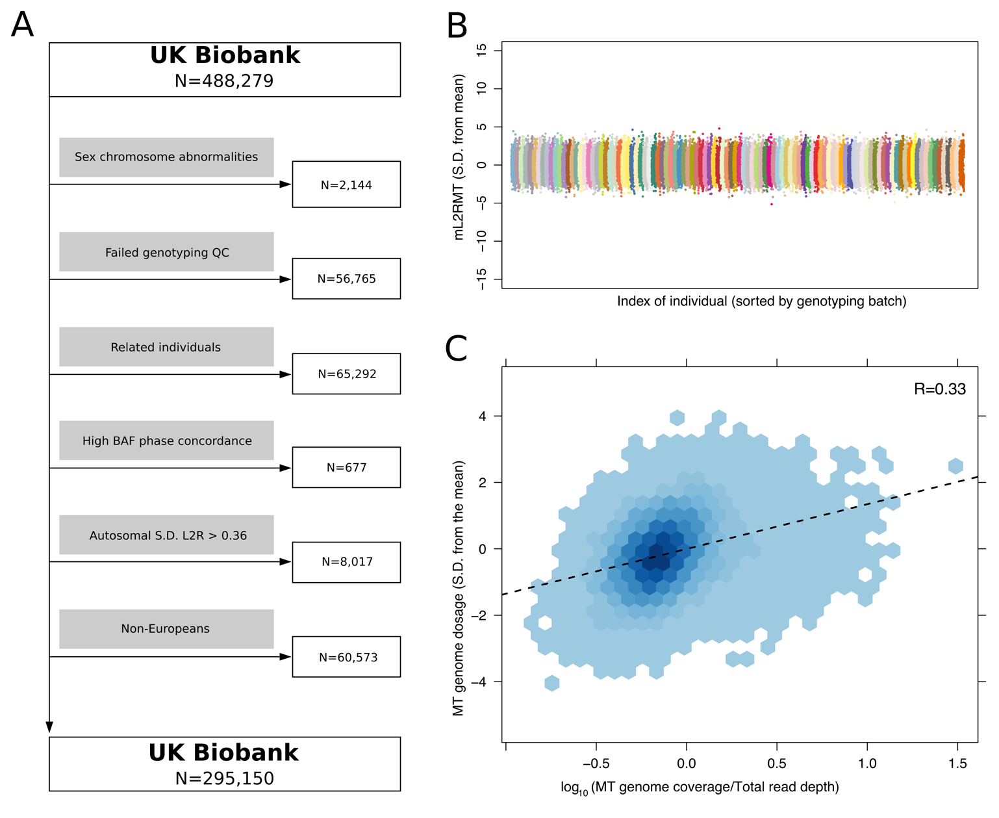 A
UK Biobank
N=488,279
Sex chromosome abnormalities
N=2,144
Failed genotyping QC
N=56,765
Related individuals
N=65,292
High BAF phase concordance
N=677
Autosomal S.D. L2R > 0.36
N=8,017
Non-Europeans
N=60,573
UK Biobank
N=295,150
B
mL2RMT (S.D. from mean)
15
10
5
0
−5
−10
−15
Index of individual (sorted by genotyping batch)
C
R=0.33
MT genome dosage (S.D. from the mean)
4
2
0
−2
−4
−0.5 0.0 0.5 1.0 1.5
log10 (MT genome coverage/Total read depth)